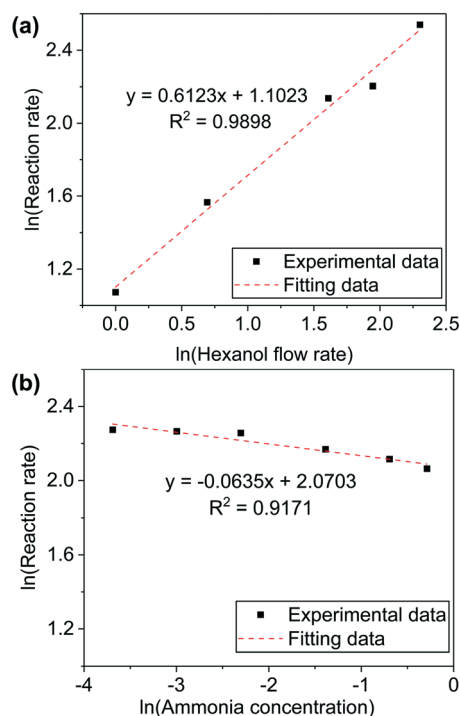 (a)
ln(Reaction rate)
2.4
2.0
1.6
1.2
y = 0.6123x + 1.1023
R² = 0.9898
Experimental data
Fitting data
0.0 0.5 1.0 1.5 2.0 2.5
ln(Hexanol flow rate)
(b)
ln(Reaction rate)
2.4
2.0
1.6
1.2
y = -0.0635x + 2.0703
R² = 0.9171
Experimental data
Fitting data
-4 -3 -2 -1 0
ln(Ammonia concentration)